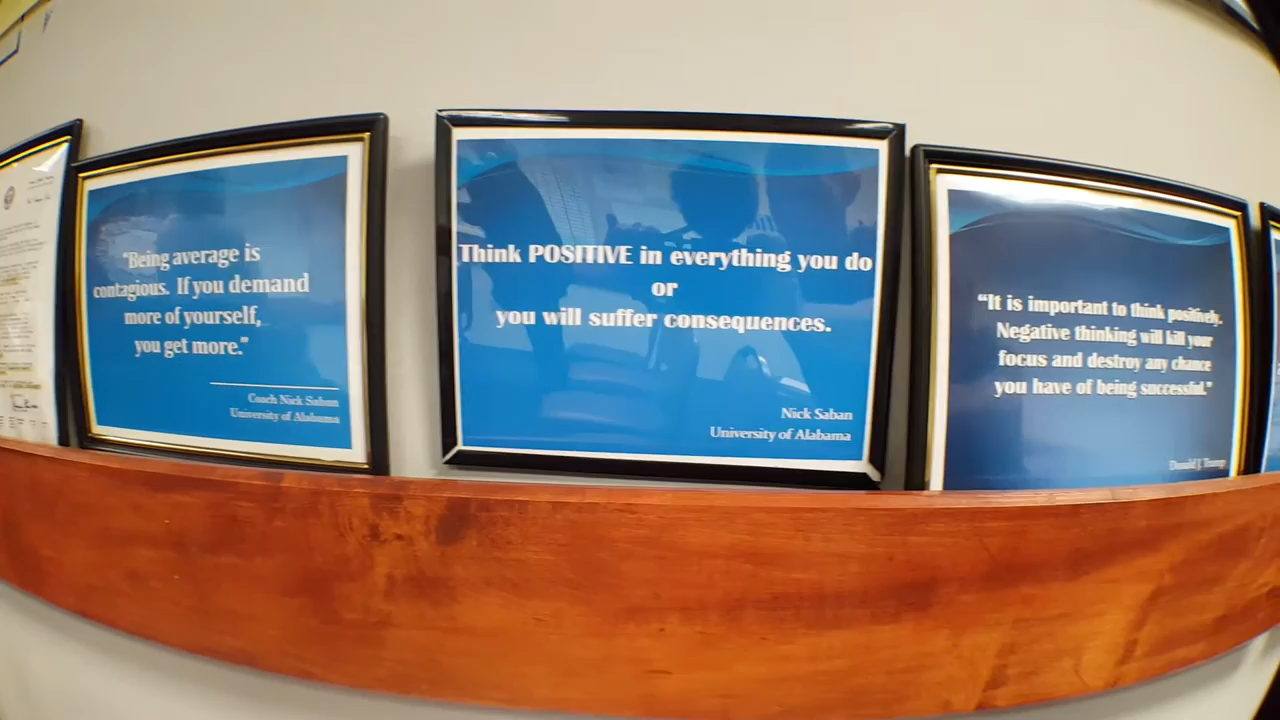 “Being average is
contagious. If you demand
more of yourself,
you get more.”
Coach Nick Saban
University of Alabama
Think POSITIVE in everything you do
or
you will suffer consequences.
Nick Saban
University of Alabama
“It is important to think positively.
Negative thinking will kill your
focus and destroy any chance
you have of being successful.”
Donald J. Trump